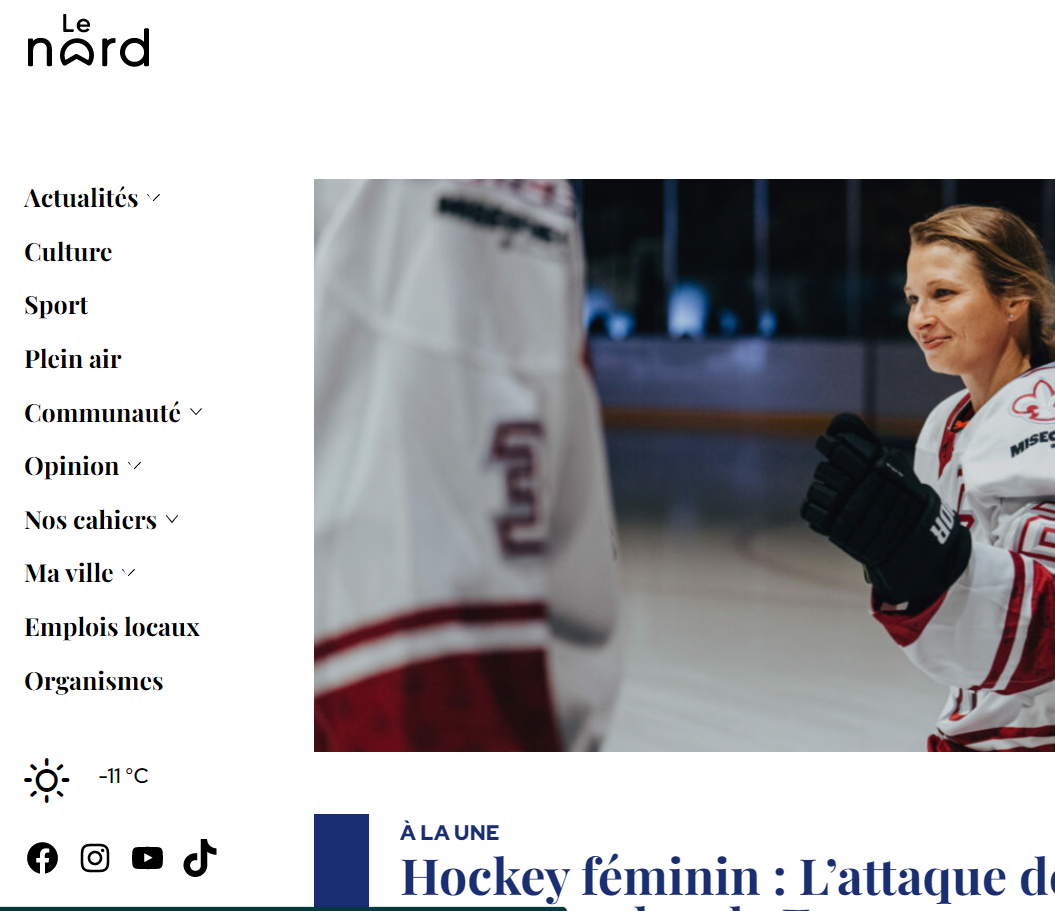 Le
nord
Actualités
Culture
Sport
Plein air
Communauté
Opinion
Nos cahiers
Ma ville
Emplois locaux
Organismes
-11 °C
À LA UNE
Hockey féminin : L’attaque